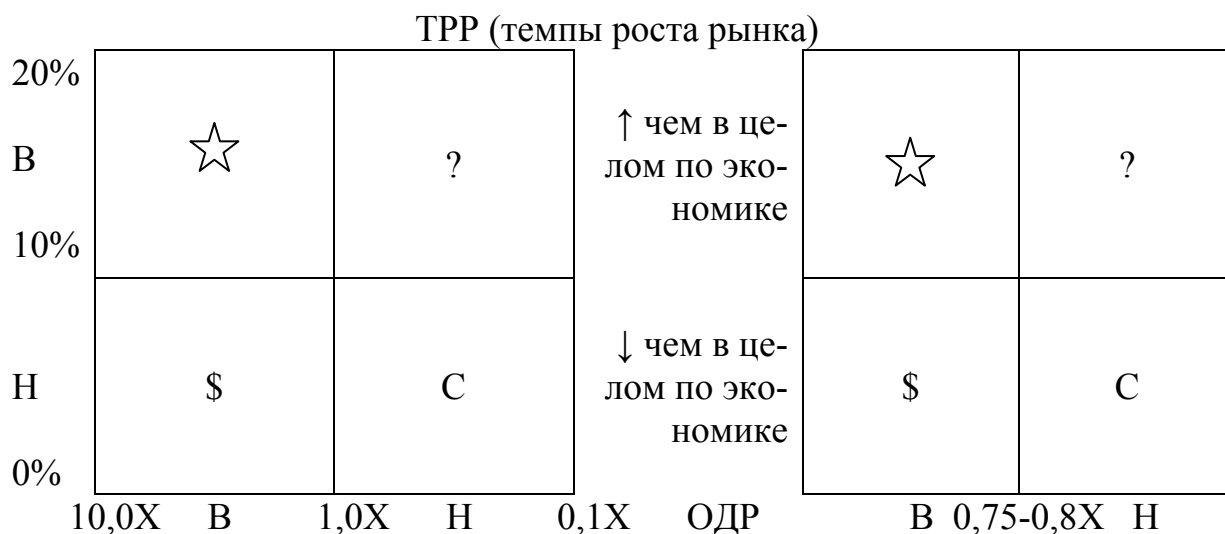 ТРР (темпы роста рынка)
20%
В
?
↑ чем в це-
лом по эко-
номике
?
10%
Н
$
С
↓ чем в це-
лом по эко-
номике
$
С
0%
10,0Х В 1,0Х Н 0,1Х ОДР В 0,75-0,8Х Н